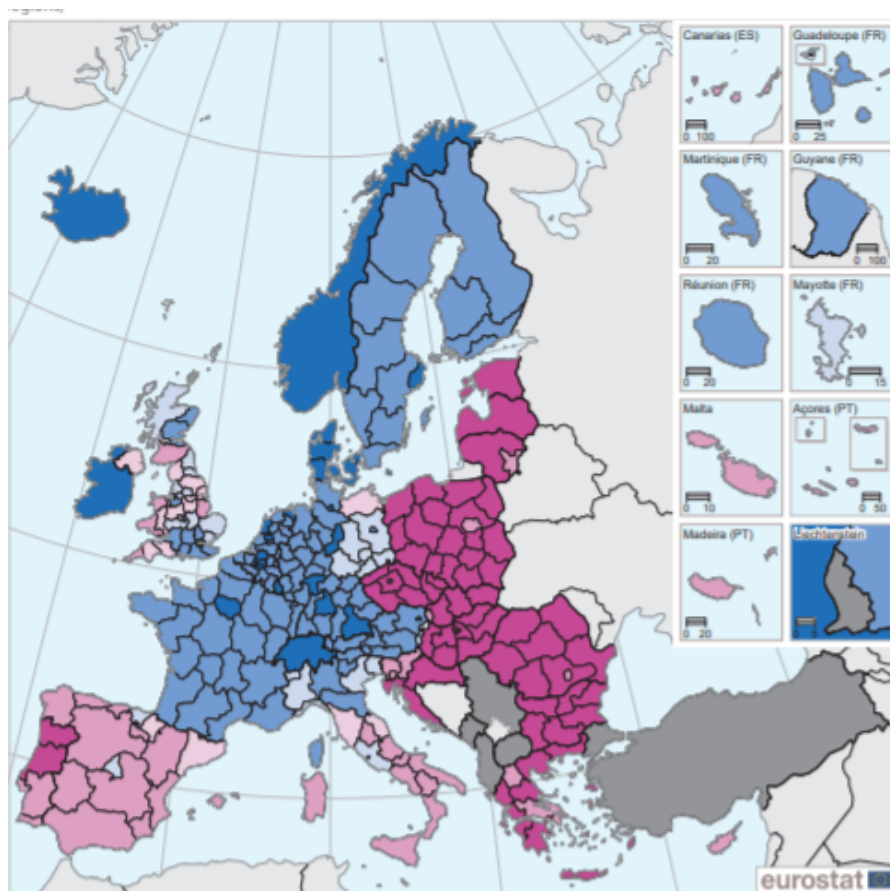 Canarias (ES)
0 100
Guadeloupe (FR)
0 25
Martinique (FR)
0 20
Guyane (FR)
0 100
Réunion (FR)
0 20
Mayotte (FR)
0 15
Malta
0 10
Açores (PT)
0 50
Madeira (PT)
0 20
Liechtenstein
eurostat